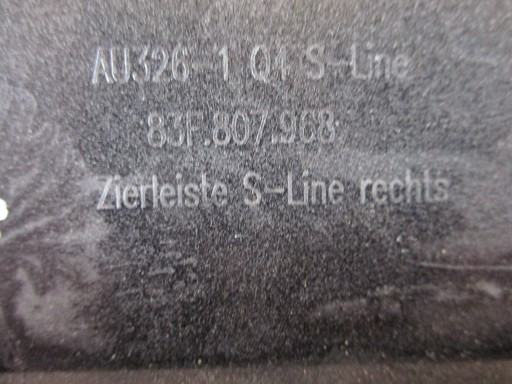 AU326-1 Q4 S-Line
83F.807.968
Zierleiste S-Line rechts